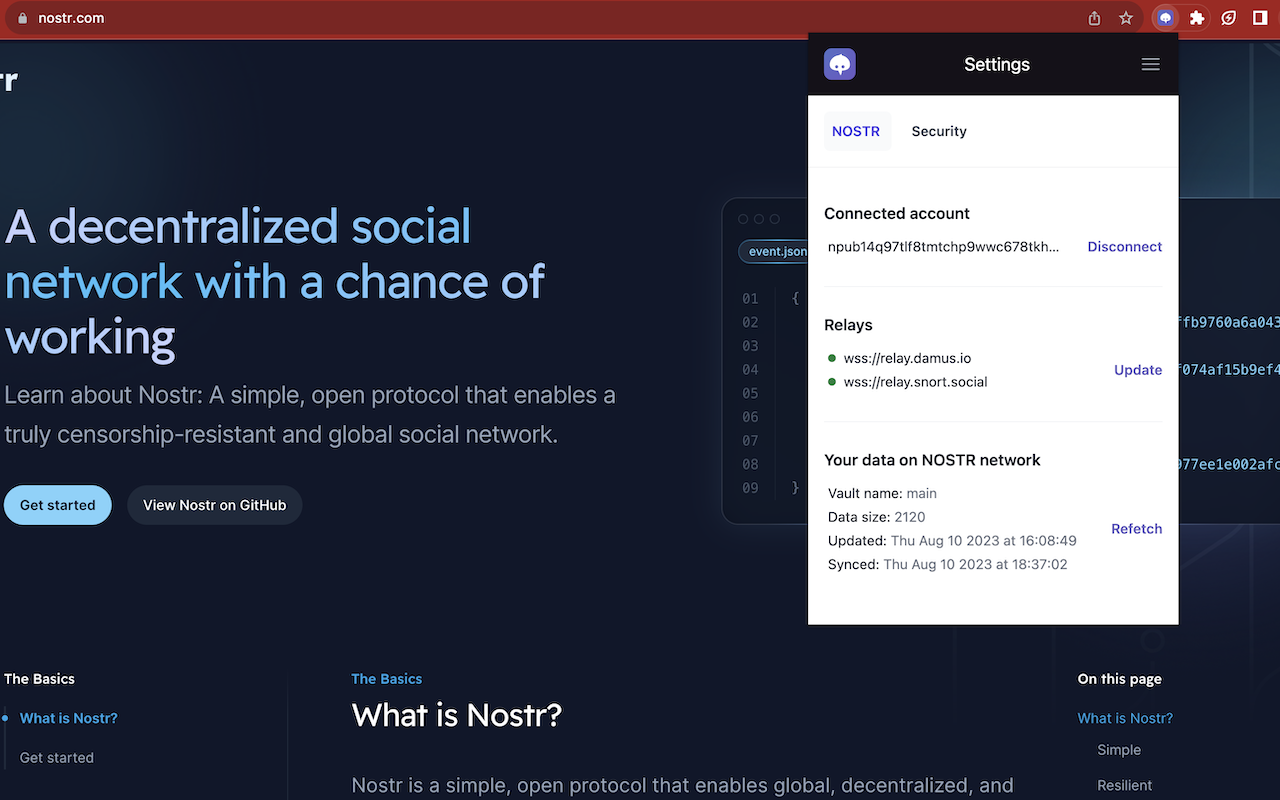 nostr.com
r
Settings
NOSTR
Security
Connected account
npub14q97tlf8tmtchp9wwc678tkh...
Disconnect
Relays
wss://relay.damus.io
wss://relay.snort.social
Update
Your data on NOSTR network
Vault name: main
Data size: 2120
Updated: Thu Aug 10 2023 at 16:08:49
Synced: Thu Aug 10 2023 at 18:37:02
Refetch
A decentralized social
network with a chance of
working
Learn about Nostr: A simple, open protocol that enables a
truly censorship-resistant and global social network.
Get started
View Nostr on GitHub
event.json
01 {
02 ffb9760a6a043
03
04 f074af15b9ef4
05
06
07
08 977ee1e002afc
09 }
The Basics
What is Nostr?
Get started
The Basics
What is Nostr?
Nostr is a simple, open protocol that enables global, decentralized, and
On this page
What is Nostr?
Simple
Resilient